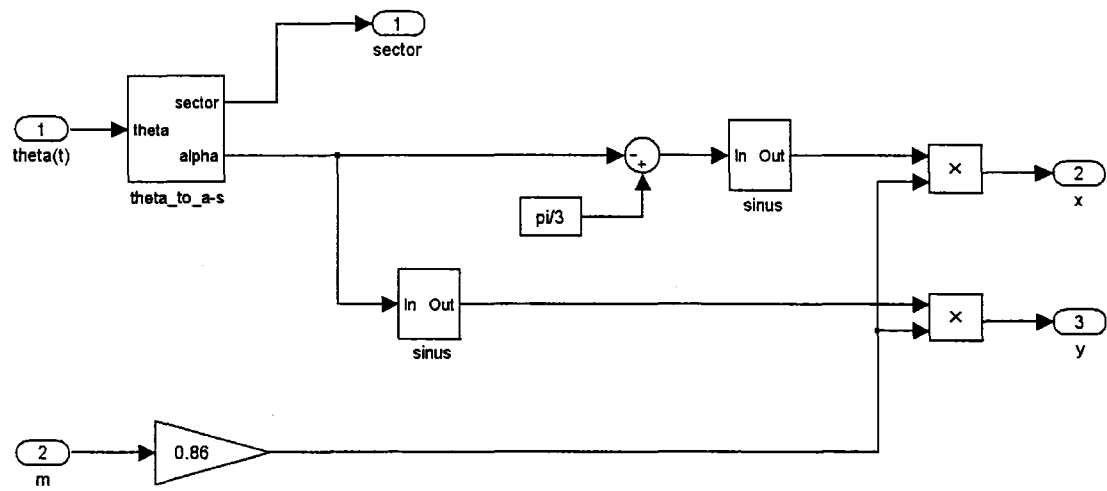 1
sector
sector
1
theta
theta(t)
alpha
theta_to_a-s
-
+
In Out
sinus
pi/3
×
2
x
In Out
sinus
×
3
y
2
0.86
m